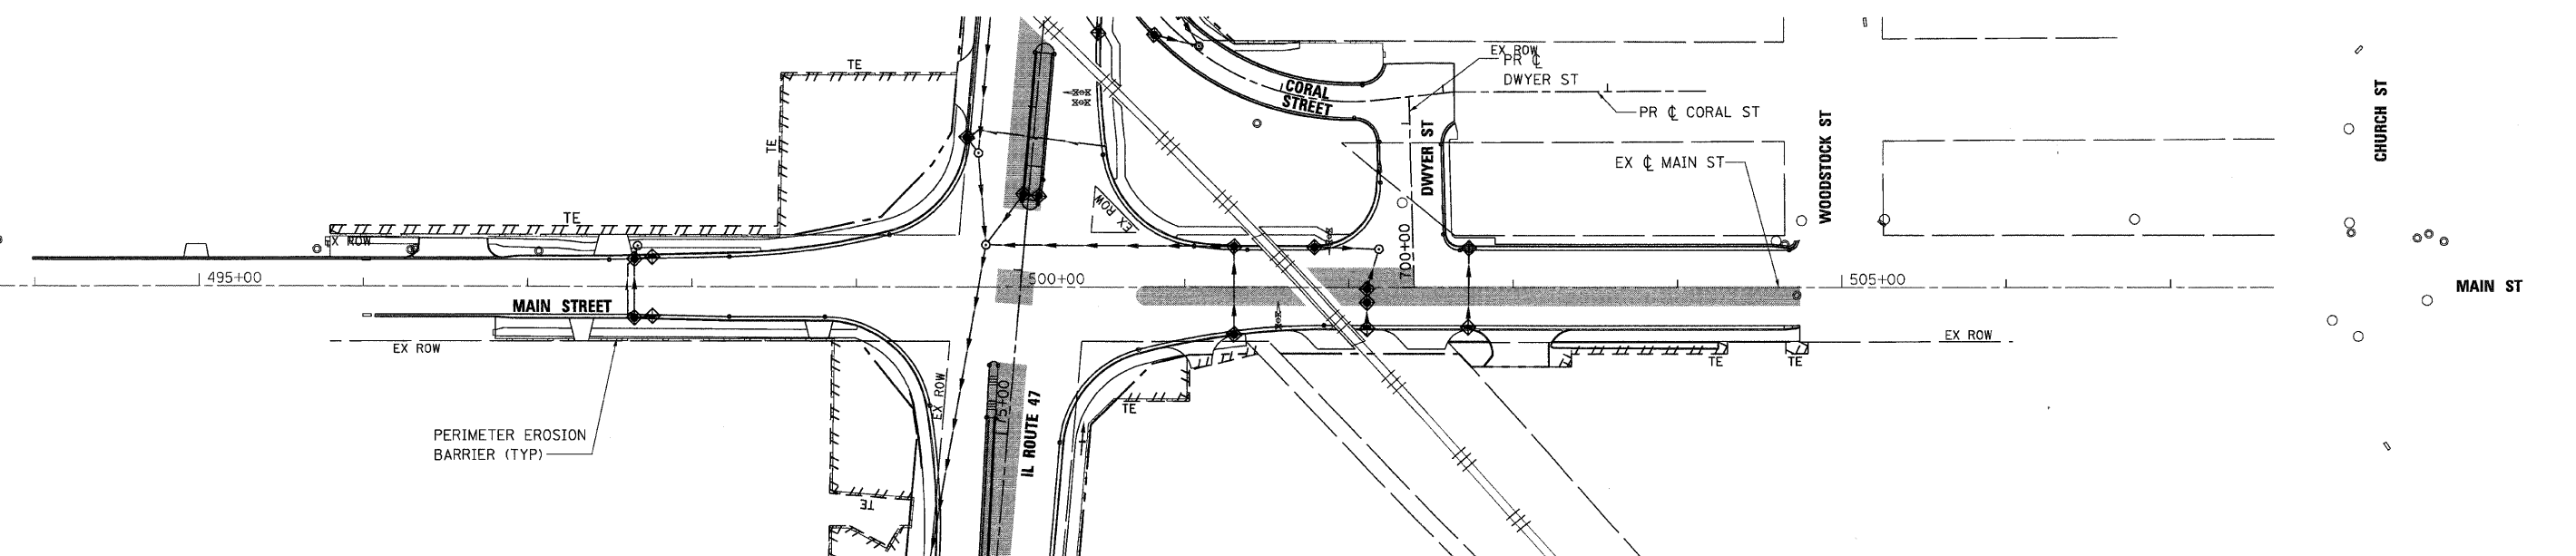 TE
TE
TE
EX ROW
495+00
MAIN STREET
EX ROW
PERIMETER EROSION
BARRIER (TYP)
TE
EX ROW
75+00
IL ROUTE 47
500+00
EX ROW
TE
CORAL
STREET
EX ROW
PR ℄
DWYER ST
PR ℄ CORAL ST
DWYER ST
700+00
EX ℄ MAIN ST
WOODSTOCK ST
505+00
TE
TE
EX ROW
CHURCH ST
MAIN ST